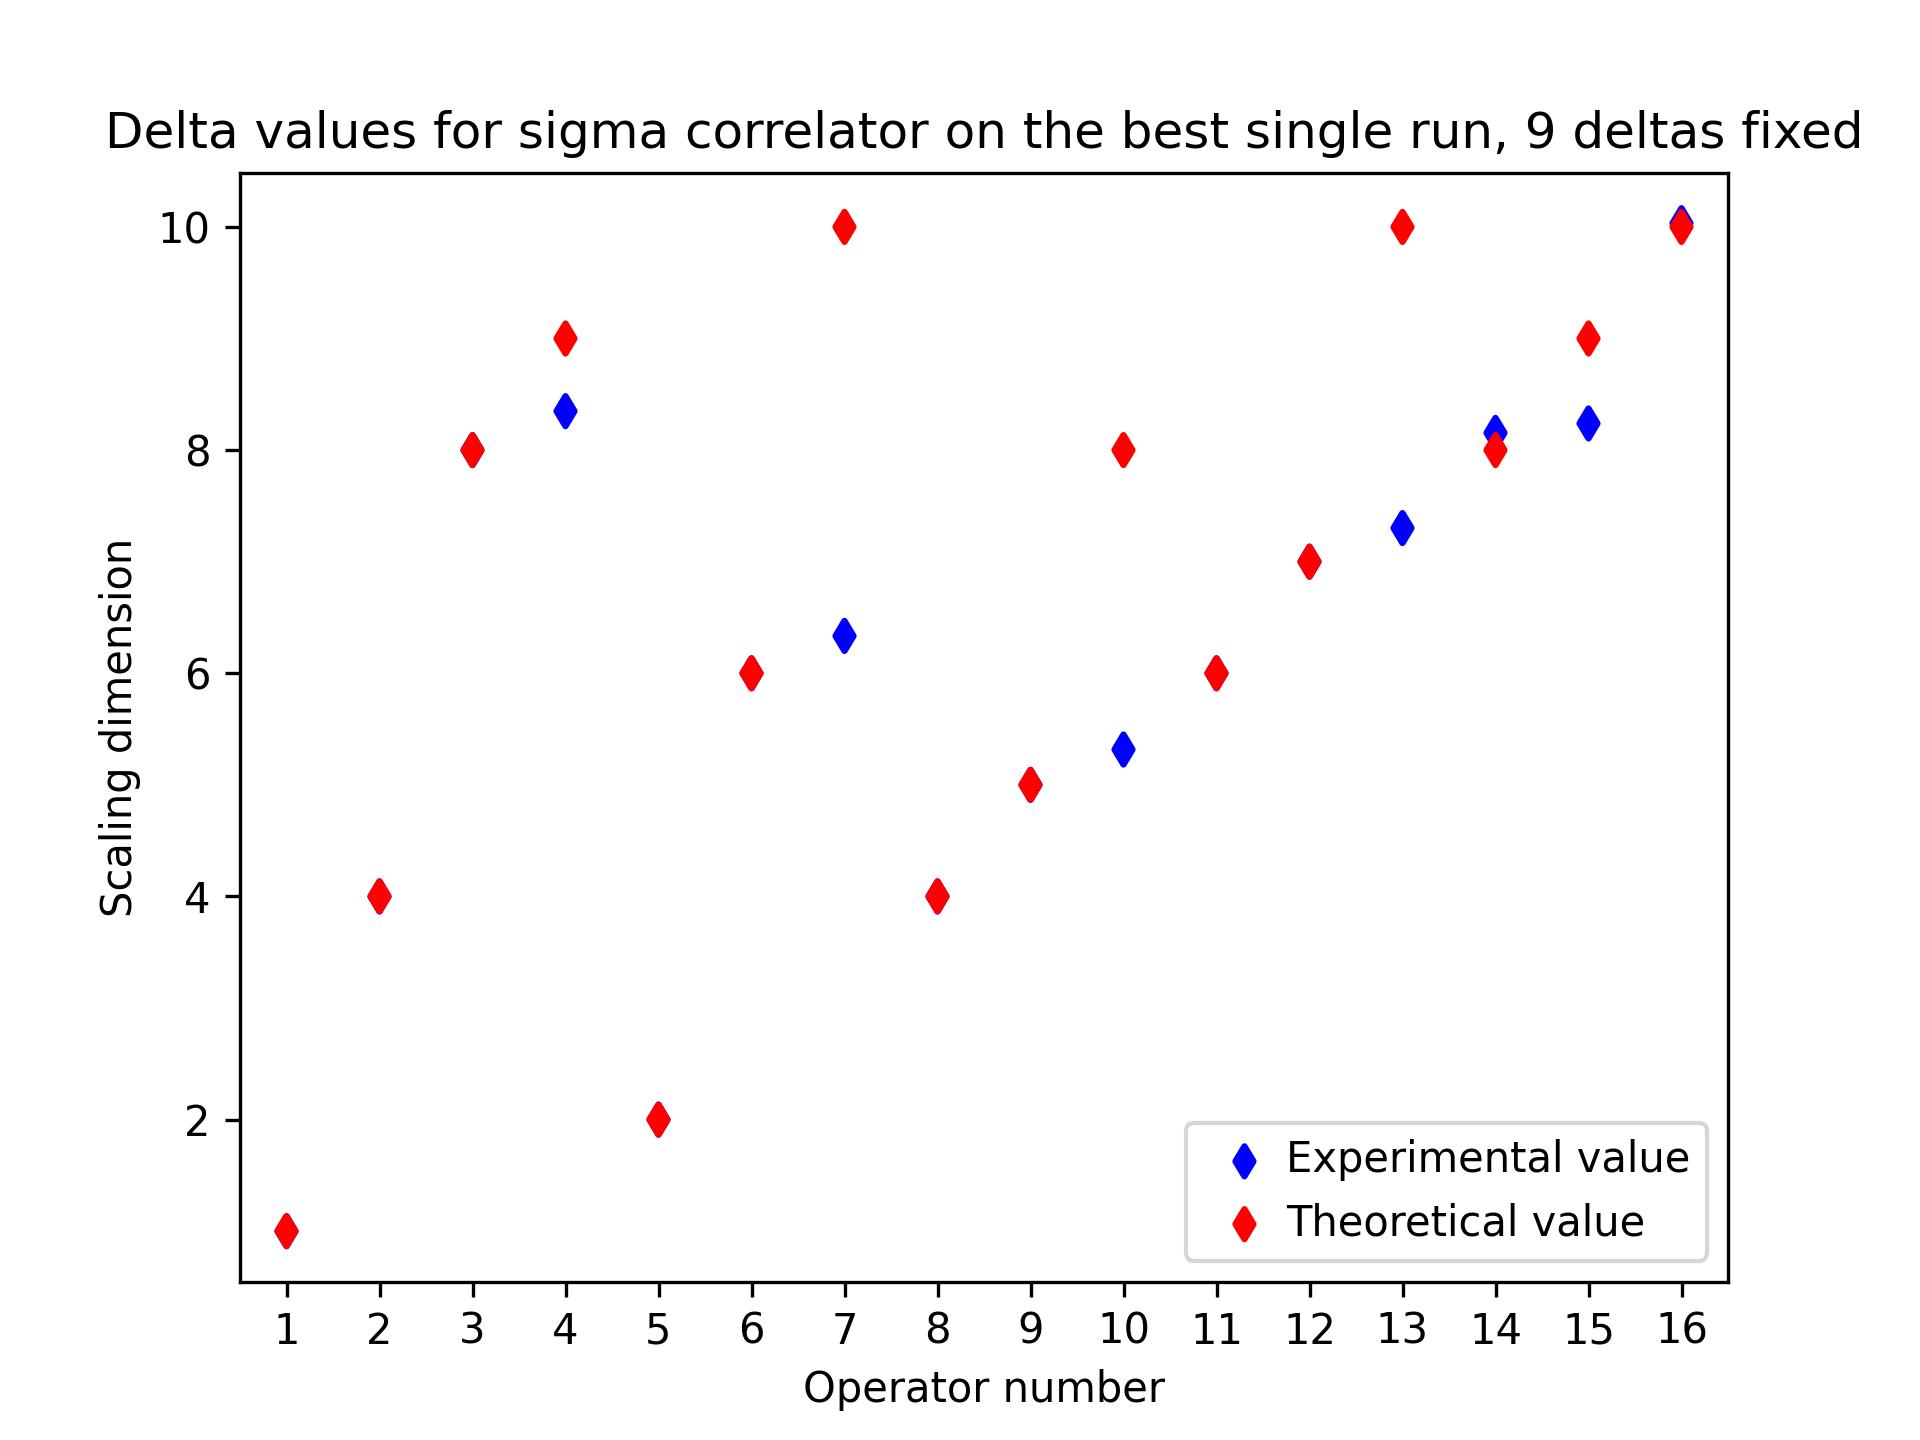 Delta values for sigma correlator on the best single run, 9 deltas fixed
10
8
6
4
2
Scaling dimension
Experimental value
Theoretical value
1 2 3 4 5 6 7 8 9 10 11 12 13 14 15 16
Operator number